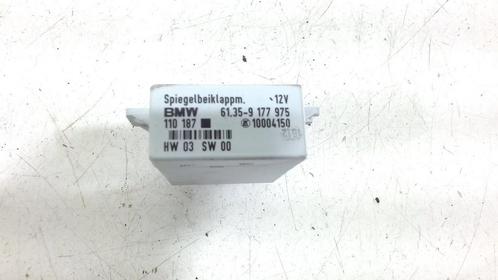 Spiegelbeiklappm. 12V
BMW 61.35-9 177 975
110 187 10004150
HW 03 SW 00